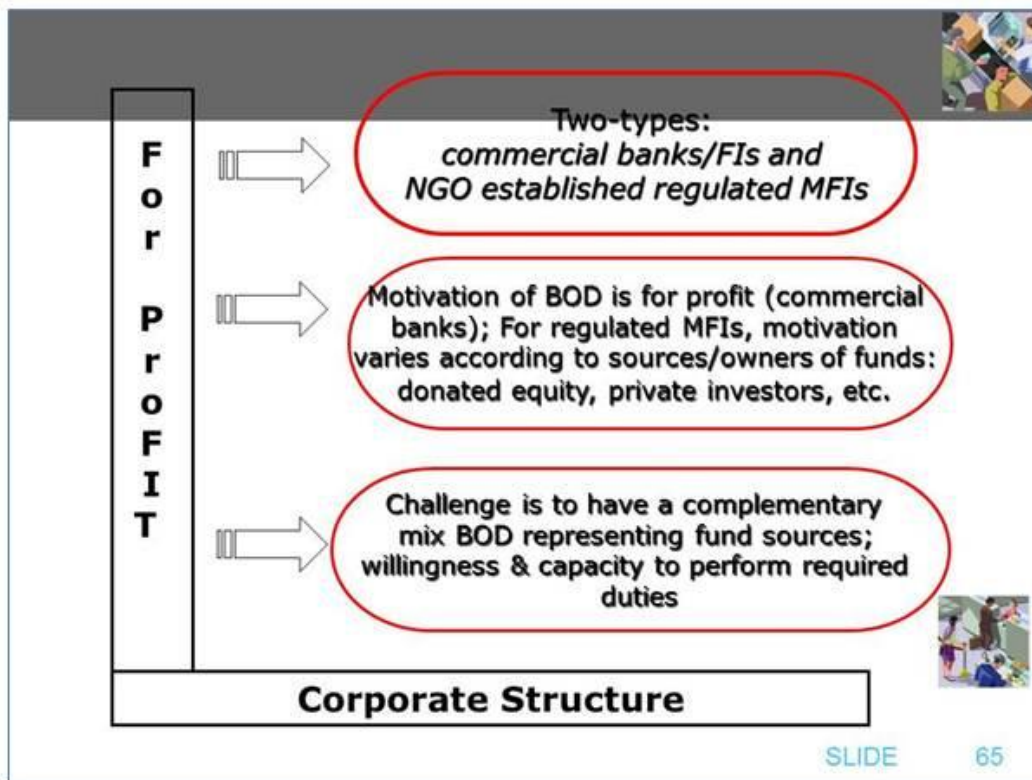 For ProFIT
Two-types:
commercial banks/FIs and
NGO established regulated MFIs
Motivation of BOD is for profit (commercial
banks); For regulated MFIs, motivation
varies according to sources/owners of funds:
donated equity, private investors, etc.
Challenge is to have a complementary
mix BOD representing fund sources;
willingness & capacity to perform required
duties
Corporate Structure
SLIDE 65